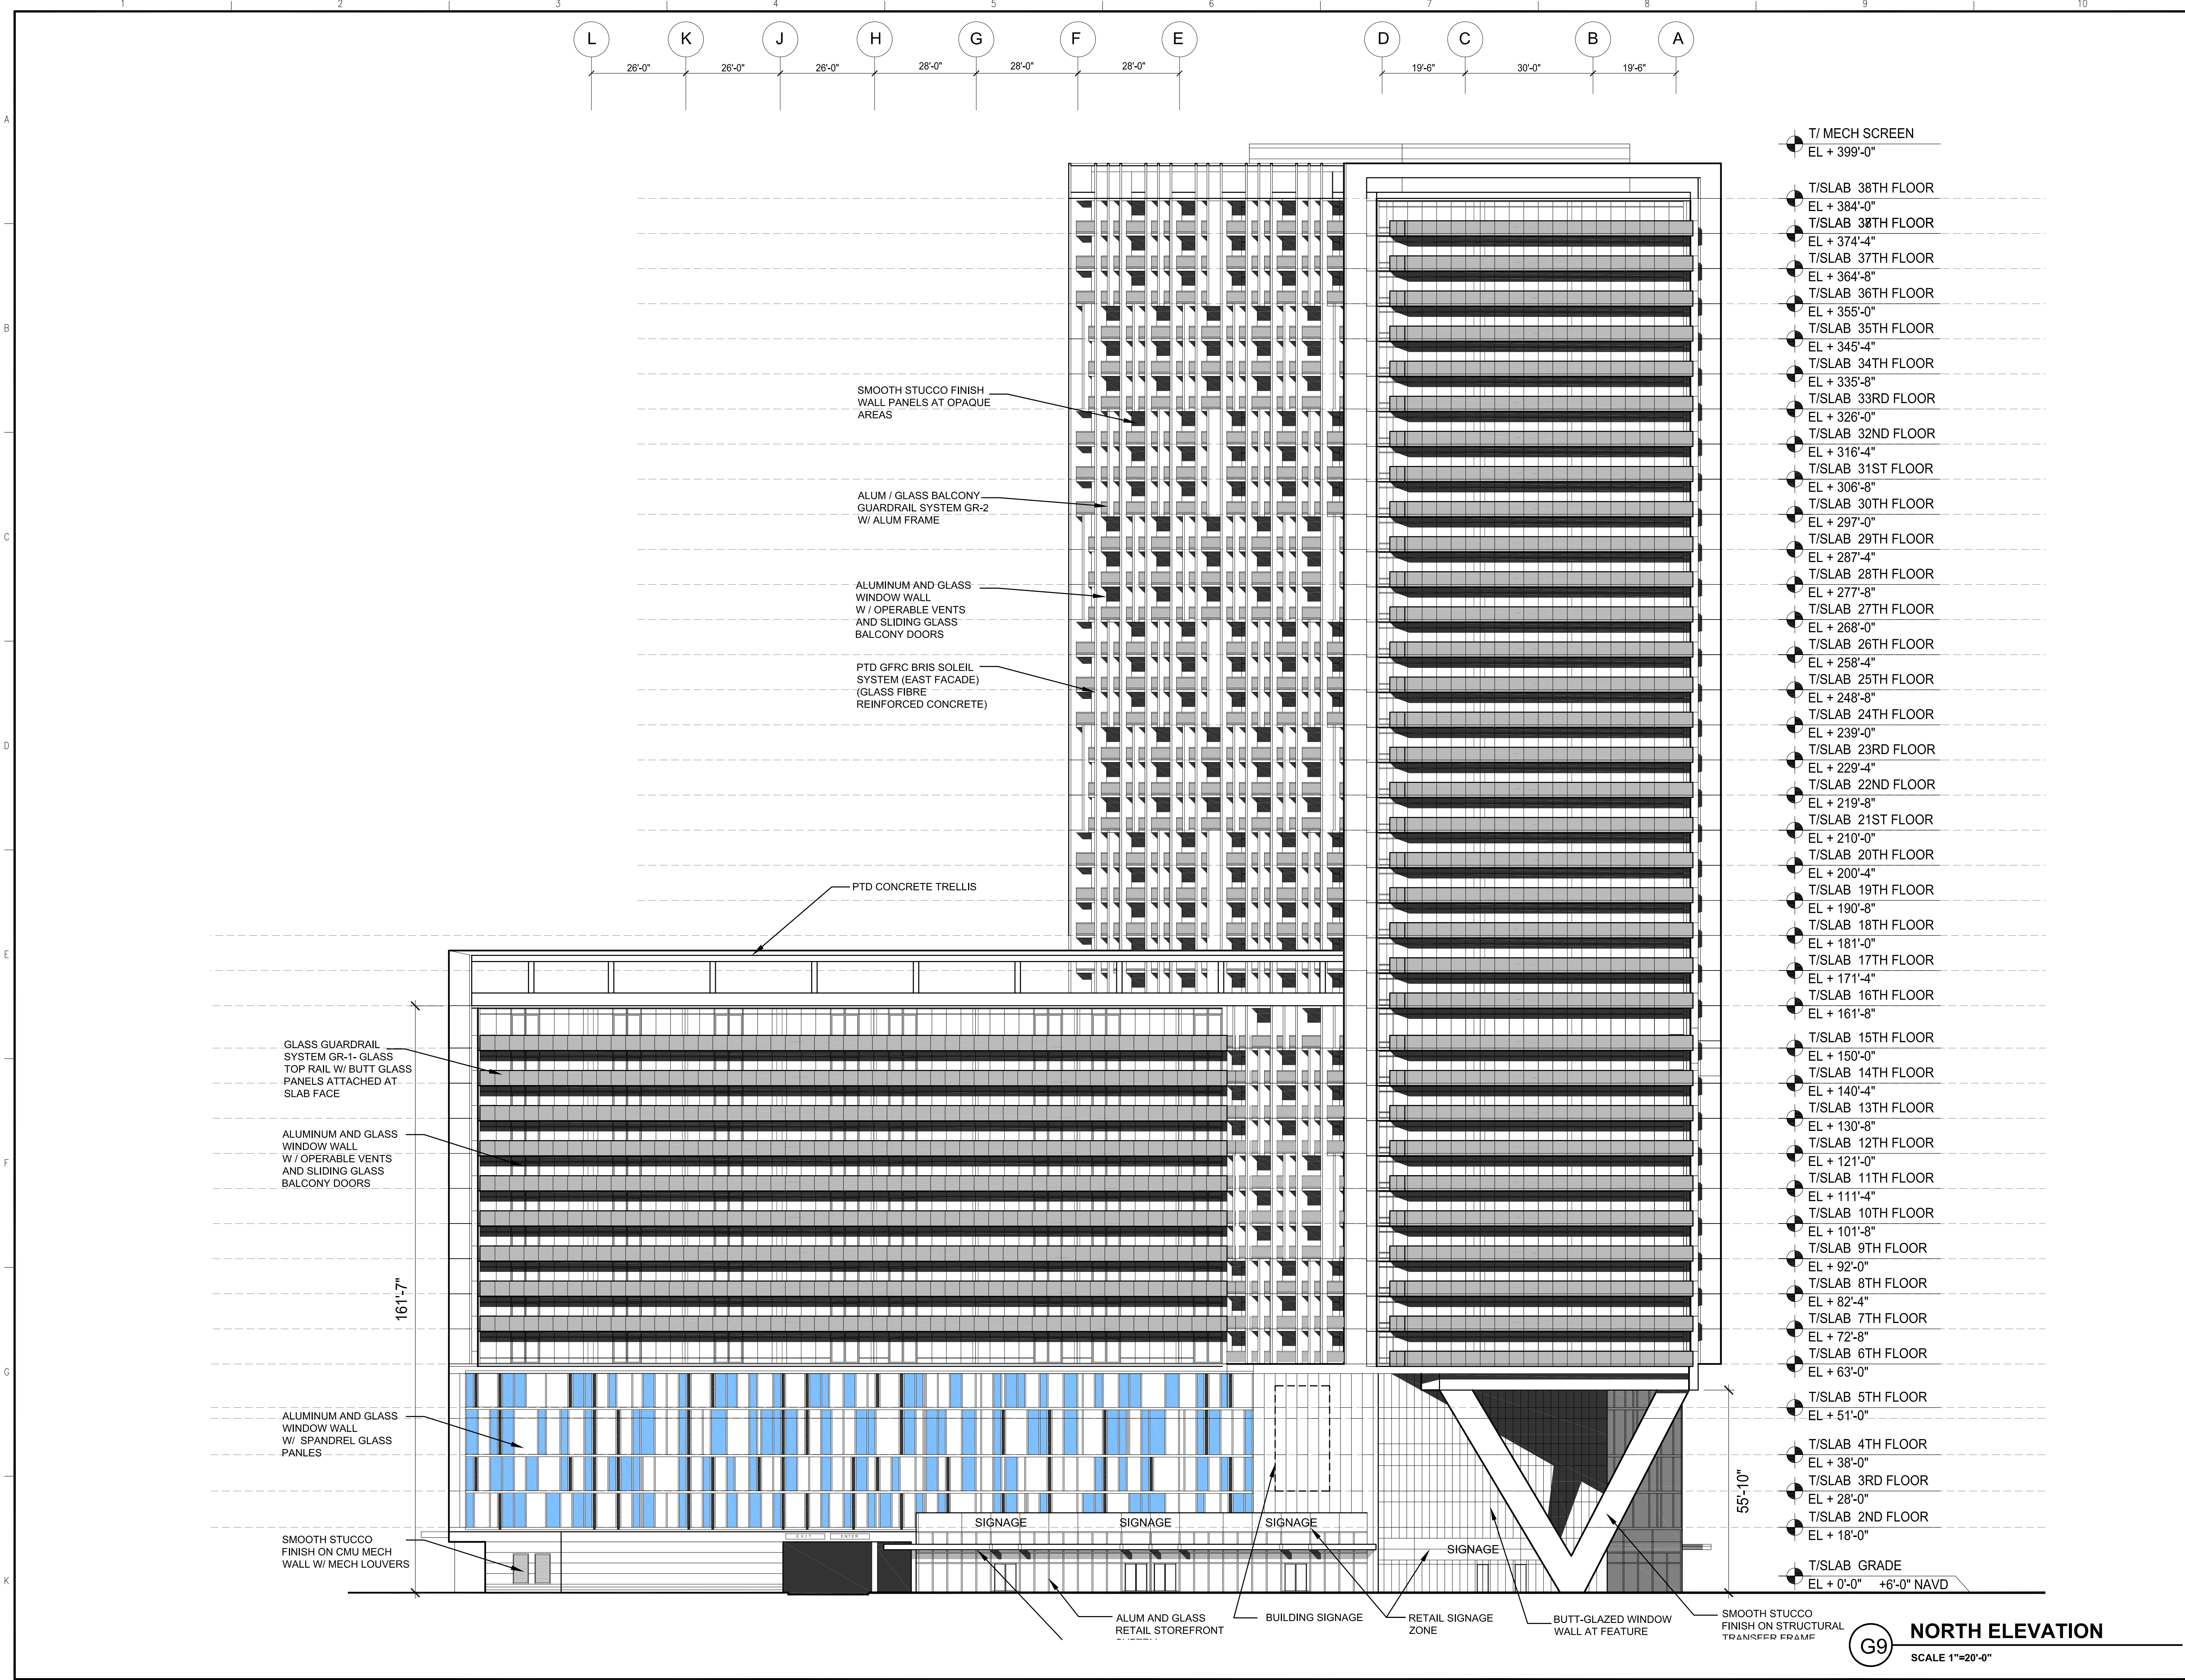 1 2 3 4 5 6 7 8 9 10
L K J H G F E D C B A
26'-0" 26'-0" 26'-0" 28'-0" 28'-0" 28'-0" 19'-6" 30'-0" 19'-6"
A
B
C
D
E
F
G
K
T/ MECH SCREEN
EL + 399'-0"
T/SLAB 38TH FLOOR
EL + 384'-0"
T/SLAB TH FLOOR
EL + 374'-4"
T/SLAB 37TH FLOOR
EL + 364'-8"
T/SLAB 36TH FLOOR
EL + 355'-0"
T/SLAB 35TH FLOOR
EL + 345'-4"
T/SLAB 34TH FLOOR
EL + 335'-8"
T/SLAB 33RD FLOOR
EL + 326'-0"
T/SLAB 32ND FLOOR
EL + 316'-4"
T/SLAB 31ST FLOOR
EL + 306'-8"
T/SLAB 30TH FLOOR
EL + 297'-0"
T/SLAB 29TH FLOOR
EL + 287'-4"
T/SLAB 28TH FLOOR
EL + 277'-8"
T/SLAB 27TH FLOOR
EL + 268'-0"
T/SLAB 26TH FLOOR
EL + 258'-4"
T/SLAB 25TH FLOOR
EL + 248'-8"
T/SLAB 24TH FLOOR
EL + 239'-0"
T/SLAB 23RD FLOOR
EL + 229'-4"
T/SLAB 22ND FLOOR
EL + 219'-8"
T/SLAB 21ST FLOOR
EL + 210'-0"
T/SLAB 20TH FLOOR
EL + 200'-4"
T/SLAB 19TH FLOOR
EL + 190'-8"
T/SLAB 18TH FLOOR
EL + 181'-0"
T/SLAB 17TH FLOOR
EL + 171'-4"
T/SLAB 16TH FLOOR
EL + 161'-8"
T/SLAB 15TH FLOOR
EL + 150'-0"
T/SLAB 14TH FLOOR
EL + 140'-4"
T/SLAB 13TH FLOOR
EL + 130'-8"
T/SLAB 12TH FLOOR
EL + 121'-0"
T/SLAB 11TH FLOOR
EL + 111'-4"
T/SLAB 10TH FLOOR
EL + 101'-8"
T/SLAB 9TH FLOOR
EL + 92'-0"
T/SLAB 8TH FLOOR
EL + 82'-4"
T/SLAB 7TH FLOOR
EL + 72'-8"
T/SLAB 6TH FLOOR
EL + 63'-0"
T/SLAB 5TH FLOOR
EL + 51'-0"
T/SLAB 4TH FLOOR
EL + 38'-0"
T/SLAB 3RD FLOOR
EL + 28'-0"
T/SLAB 2ND FLOOR
EL + 18'-0"
T/SLAB GRADE
EL + 0'-0" +6'-0" NAVD
SMOOTH STUCCO FINISH
WALL PANELS AT OPAQUE
AREAS
ALUM / GLASS BALCONY
GUARDRAIL SYSTEM GR-2
W/ ALUM FRAME
ALUMINUM AND GLASS
WINDOW WALL
W / OPERABLE VENTS
AND SLIDING GLASS
BALCONY DOORS
PTD GFRC BRIS SOLEIL
SYSTEM (EAST FACADE)
(GLASS FIBRE
REINFORCED CONCRETE)
PTD CONCRETE TRELLIS
GLASS GUARDRAIL
SYSTEM GR-1- GLASS
TOP RAIL W/ BUTT GLASS
PANELS ATTACHED AT
SLAB FACE
ALUMINUM AND GLASS
WINDOW WALL
W / OPERABLE VENTS
AND SLIDING GLASS
BALCONY DOORS
161'-7"
ALUMINUM AND GLASS
WINDOW WALL
W/ SPANDREL GLASS
PANLES
SMOOTH STUCCO
FINISH ON CMU MECH
WALL W/ MECH LOUVERS
EXIT ENTER
SIGNAGE SIGNAGE SIGNAGE
SIGNAGE
55'-10"
ALUM AND GLASS
RETAIL STOREFRONT
SYSTEM
BUILDING SIGNAGE
RETAIL SIGNAGE
ZONE
BUTT-GLAZED WINDOW
WALL AT FEATURE
SMOOTH STUCCO
FINISH ON STRUCTURAL
TRANSFER FRAME
G9
NORTH ELEVATION
SCALE 1"=20'-0"